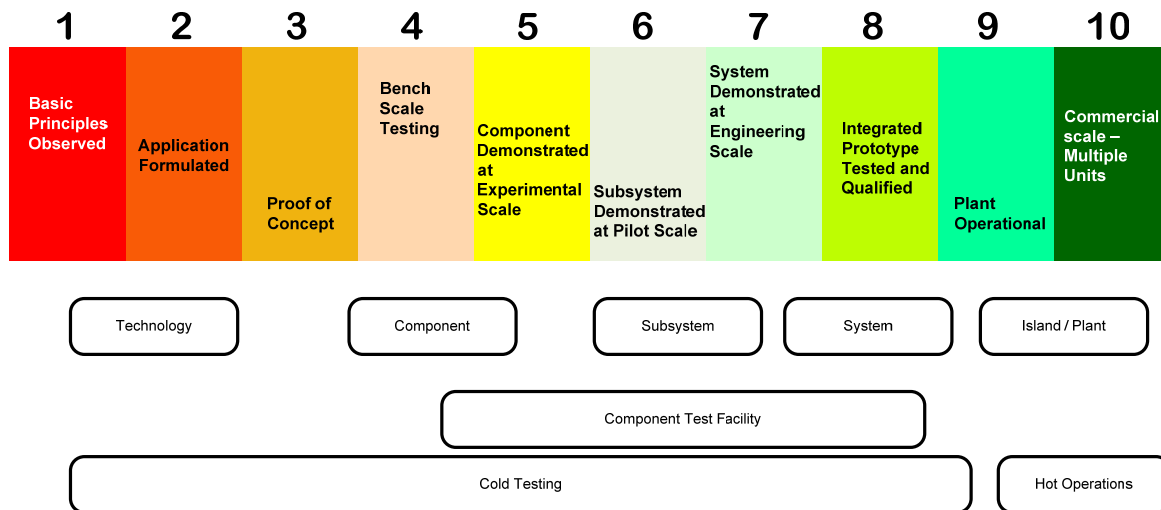 1 2 3 4 5 6 7 8 9 10
Basic
Principles
Observed
Application
Formulated
Proof of
Concept
Bench
Scale
Testing
Component
Demonstrated
at
Experimental
Scale
Subsystem
Demonstrated
at Pilot Scale
System
Demonstrated
at
Engineering
Scale
Integrated
Prototype
Tested and
Qualified
Plant
Operational
Commercial
scale –
Multiple
Units
Technology
Component
Subsystem
System
Island / Plant
Component Test Facility
Cold Testing
Hot Operations